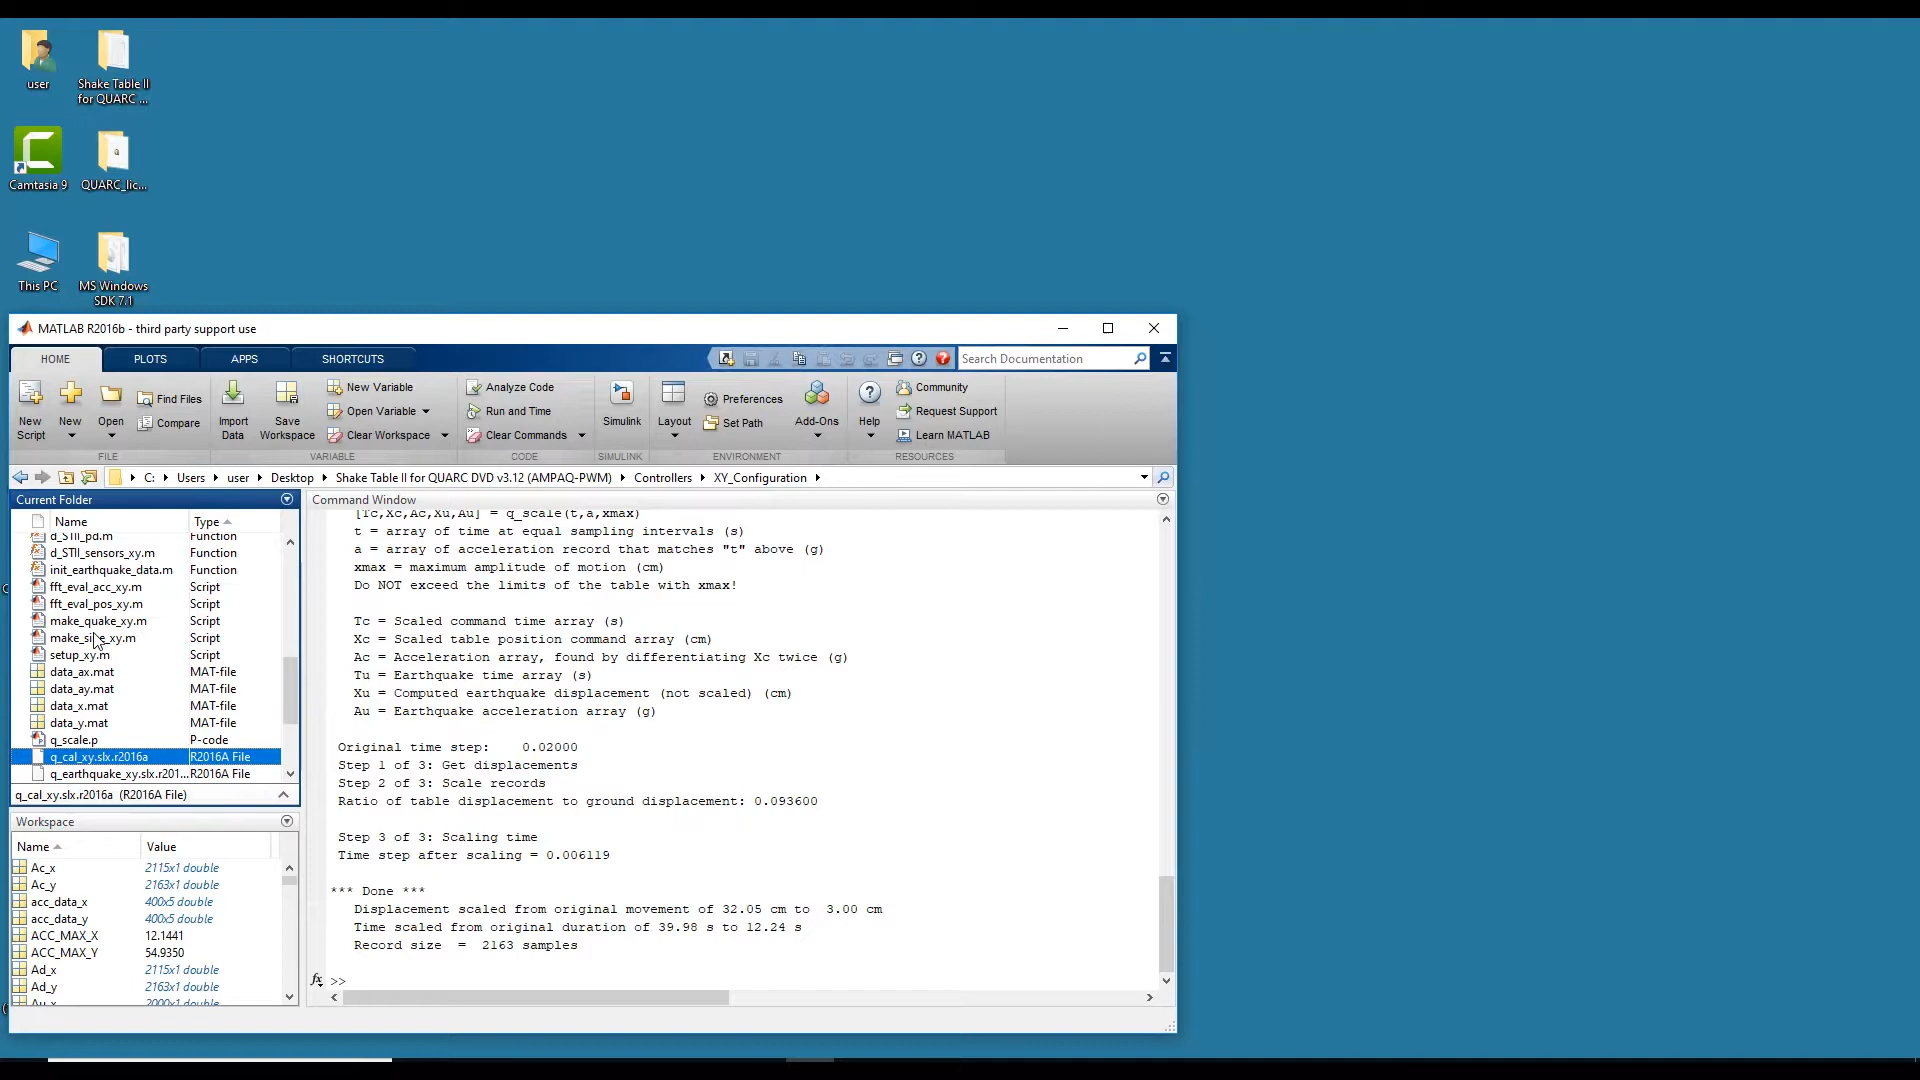 user
Shake Table II
for QUARC ...
Camtasia 9
QUARC_lic...
This PC
MS Windows
SDK 7.1
MATLAB R2016b - third party support use
HOME
PLOTS
APPS
SHORTCUTS
Search Documentation
New
Script
New
Open
Find Files
Compare
FILE
Import
Data
Save
Workspace
New Variable
Open Variable
Clear Workspace
VARIABLE
Analyze Code
Run and Time
Clear Commands
CODE
Simulink
SIMULINK
Layout
Preferences
Set Path
Add-Ons
ENVIRONMENT
Help
Community
Request Support
Learn MATLAB
RESOURCES
C: Users user Desktop Shake Table II for QUARC DVD v3.12 (AMPAQ-PWM) Controllers XY_Configuration
Current Folder
Name Type
d_STII_pd.m Function
d_STII_sensors_xy.m Function
init_earthquake_data.m Function
fft_eval_acc_xy.m Script
fft_eval_pos_xy.m Script
make_quake_xy.m Script
make_sine_xy.m Script
setup_xy.m Script
data_ax.mat MAT-file
data_ay.mat MAT-file
data_x.mat MAT-file
data_y.mat MAT-file
q_scale.p P-code
q_cal_xy.slx.r2016a R2016A File
q_earthquake_xy.slx.r201... R2016A File
q_cal_xy.slx.r2016a (R2016A File)
Workspace
Name Value
Ac_x 2115x1 double
Ac_y 2163x1 double
acc_data_x 400x5 double
acc_data_y 400x5 double
ACC_MAX_X 12.1441
ACC_MAX_Y 54.9350
Ad_x 2115x1 double
Ad_y 2163x1 double
Au_x 2000x1 double
Command Window
[Tc,Xc,Ac,Xu,Au] = q_scale(t,a,xmax)
t = array of time at equal sampling intervals (s)
a = array of acceleration record that matches "t" above (g)
xmax = maximum amplitude of motion (cm)
Do NOT exceed the limits of the table with xmax!
Tc = Scaled command time array (s)
Xc = Scaled table position command array (cm)
Ac = Acceleration array, found by differentiating Xc twice (g)
Tu = Earthquake time array (s)
Xu = Computed earthquake displacement (not scaled) (cm)
Au = Earthquake acceleration array (g)
Original time step: 0.02000
Step 1 of 3: Get displacements
Step 2 of 3: Scale records
Ratio of table displacement to ground displacement: 0.093600
Step 3 of 3: Scaling time
Time step after scaling = 0.006119
*** Done ***
Displacement scaled from original movement of 32.05 cm to 3.00 cm
Time scaled from original duration of 39.98 s to 12.24 s
Record size = 2163 samples
fx >>